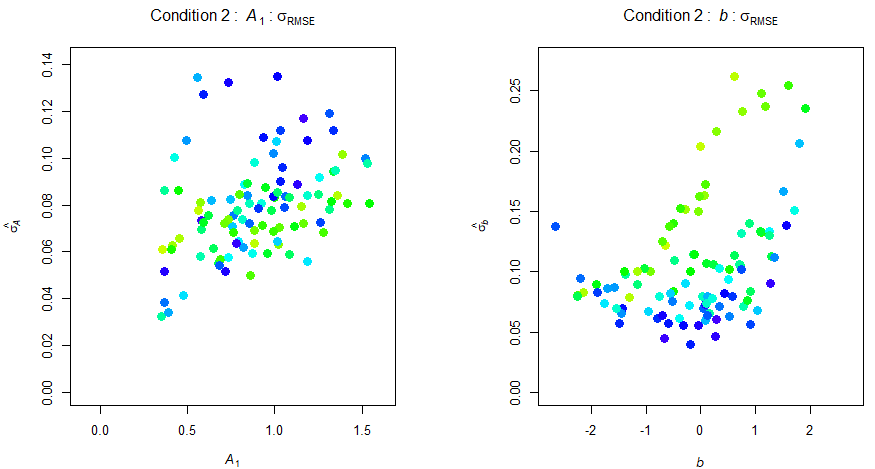 Condition 2 : A₁ : σRMSE
σ̂A
0.00 0.02 0.04 0.06 0.08 0.10 0.12 0.14
0.0 0.5 1.0 1.5
A₁
Condition 2 : b : σRMSE
σ̂b
0.00 0.05 0.10 0.15 0.20 0.25
-2 -1 0 1 2
b